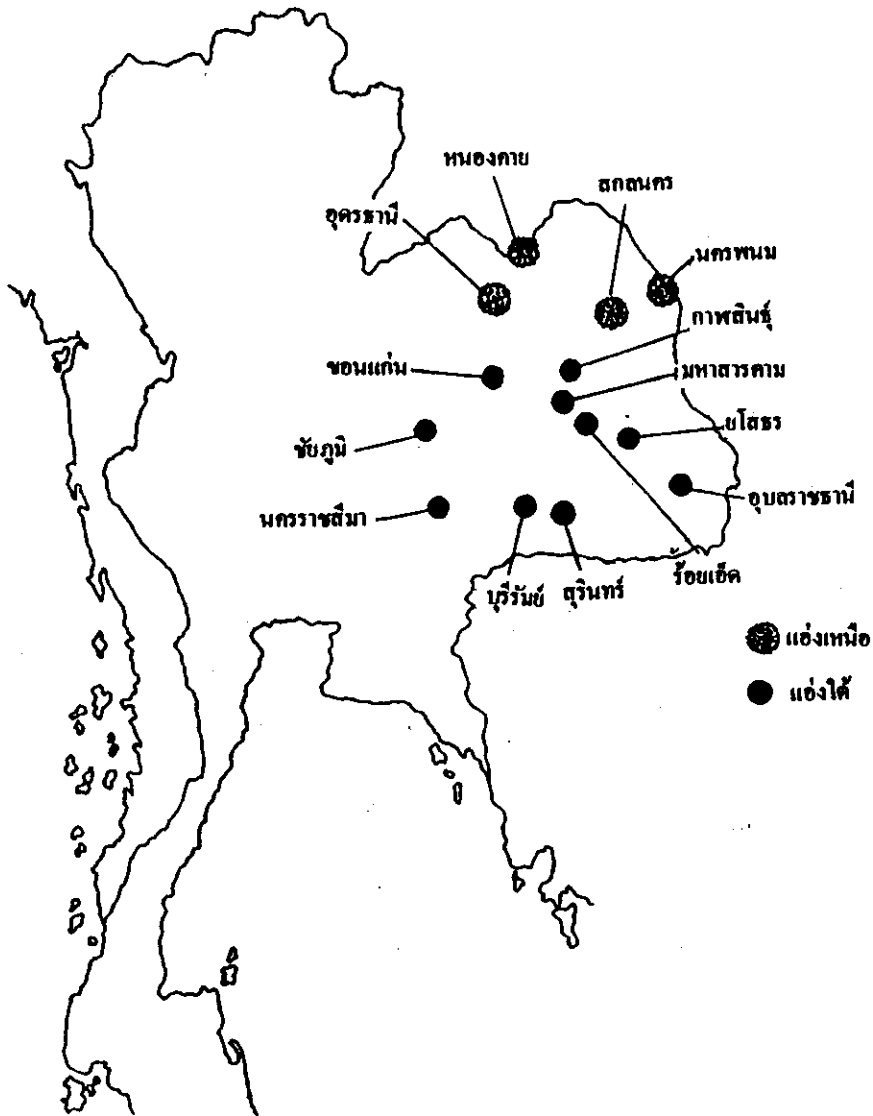 หนองคาย
สกลนคร
อุดรธานี
นครพนม
กาฬสินธุ์
ขอนแก่น
มหาสารคาม
ยโสธร
ชัยภูมิ
อุบลราชธานี
นครราชสีมา
ร้อยเอ็ด
บุรีรัมย์
สุรินทร์
แอ่งเหนือ
แอ่งใต้